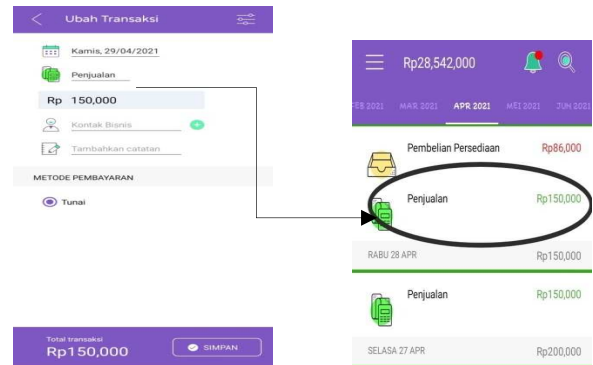 Ubah Transaksi
Kamis, 29/04/2021
Penjualan
Rp 150,000
Kontak Bisnis
Tambahkan catatan
METODE PEMBAYARAN
Tunai
Total transaksi
Rp150,000
SIMPAN
Rp28,542,000
FEB 2021 MAR 2021 APR 2021 MEI 2021 JUN 2021
Pembelian Persediaan Rp86,000
Penjualan Rp150,000
RABU 28 APR Rp150,000
Penjualan Rp150,000
SELASA 27 APR Rp200,000